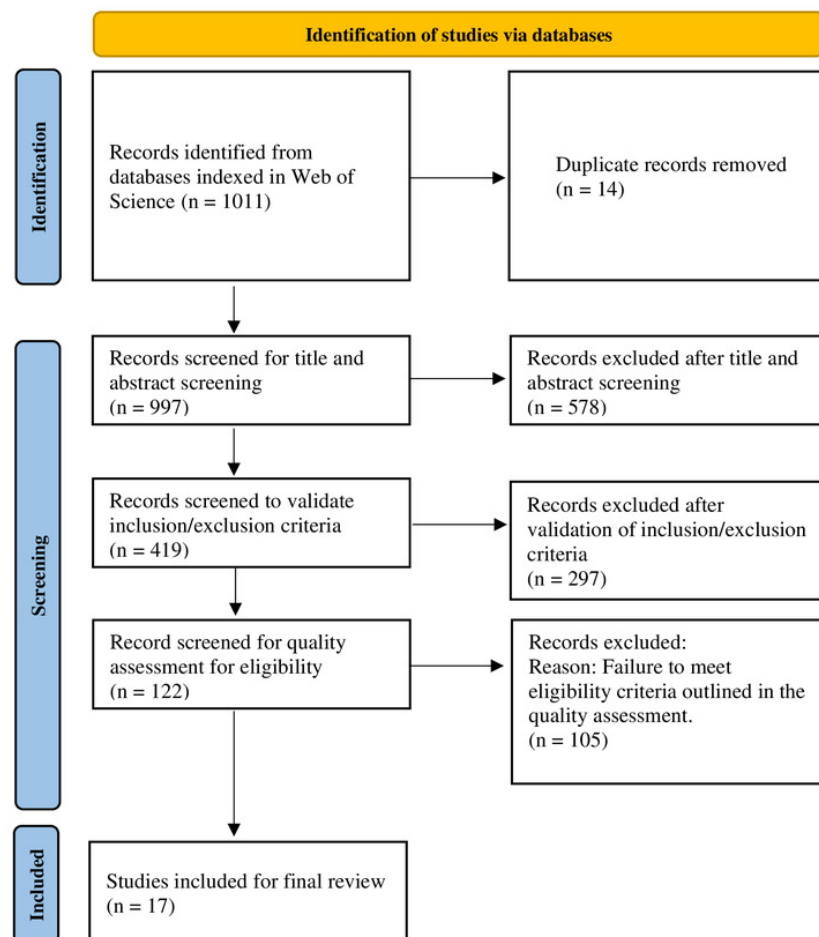 Identification of studies via databases
Identification
Records identified from
databases indexed in Web of
Science (n = 1011)
Duplicate records removed
(n = 14)
Screening
Records screened for title and
abstract screening
(n = 997)
Records excluded after title and
abstract screening
(n = 578)
Records screened to validate
inclusion/exclusion criteria
(n = 419)
Records excluded after
validation of inclusion/exclusion
criteria
(n = 297)
Record screened for quality
assessment for eligibility
(n = 122)
Records excluded:
Reason: Failure to meet
eligibility criteria outlined in the
quality assessment.
(n = 105)
Included
Studies included for final review
(n = 17)